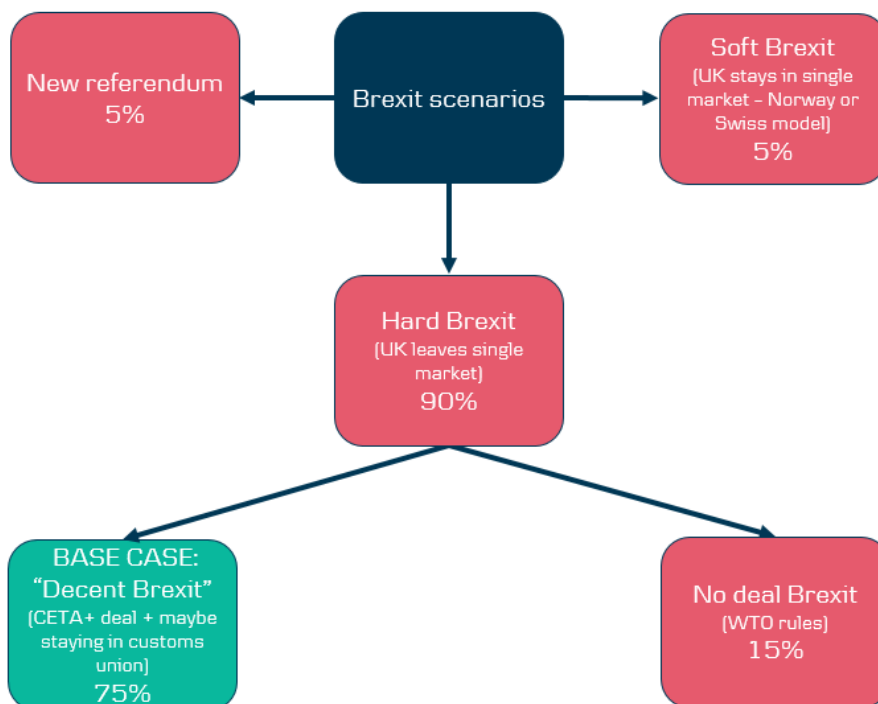 New referendum
5%
Brexit scenarios
Soft Brexit
(UK stays in single
market - Norway or
Swiss model)
5%
Hard Brexit
(UK leaves single
market)
90%
BASE CASE:
“Decent Brexit”
(CETA+ deal + maybe
staying in customs
union)
75%
No deal Brexit
(WTO rules)
15%